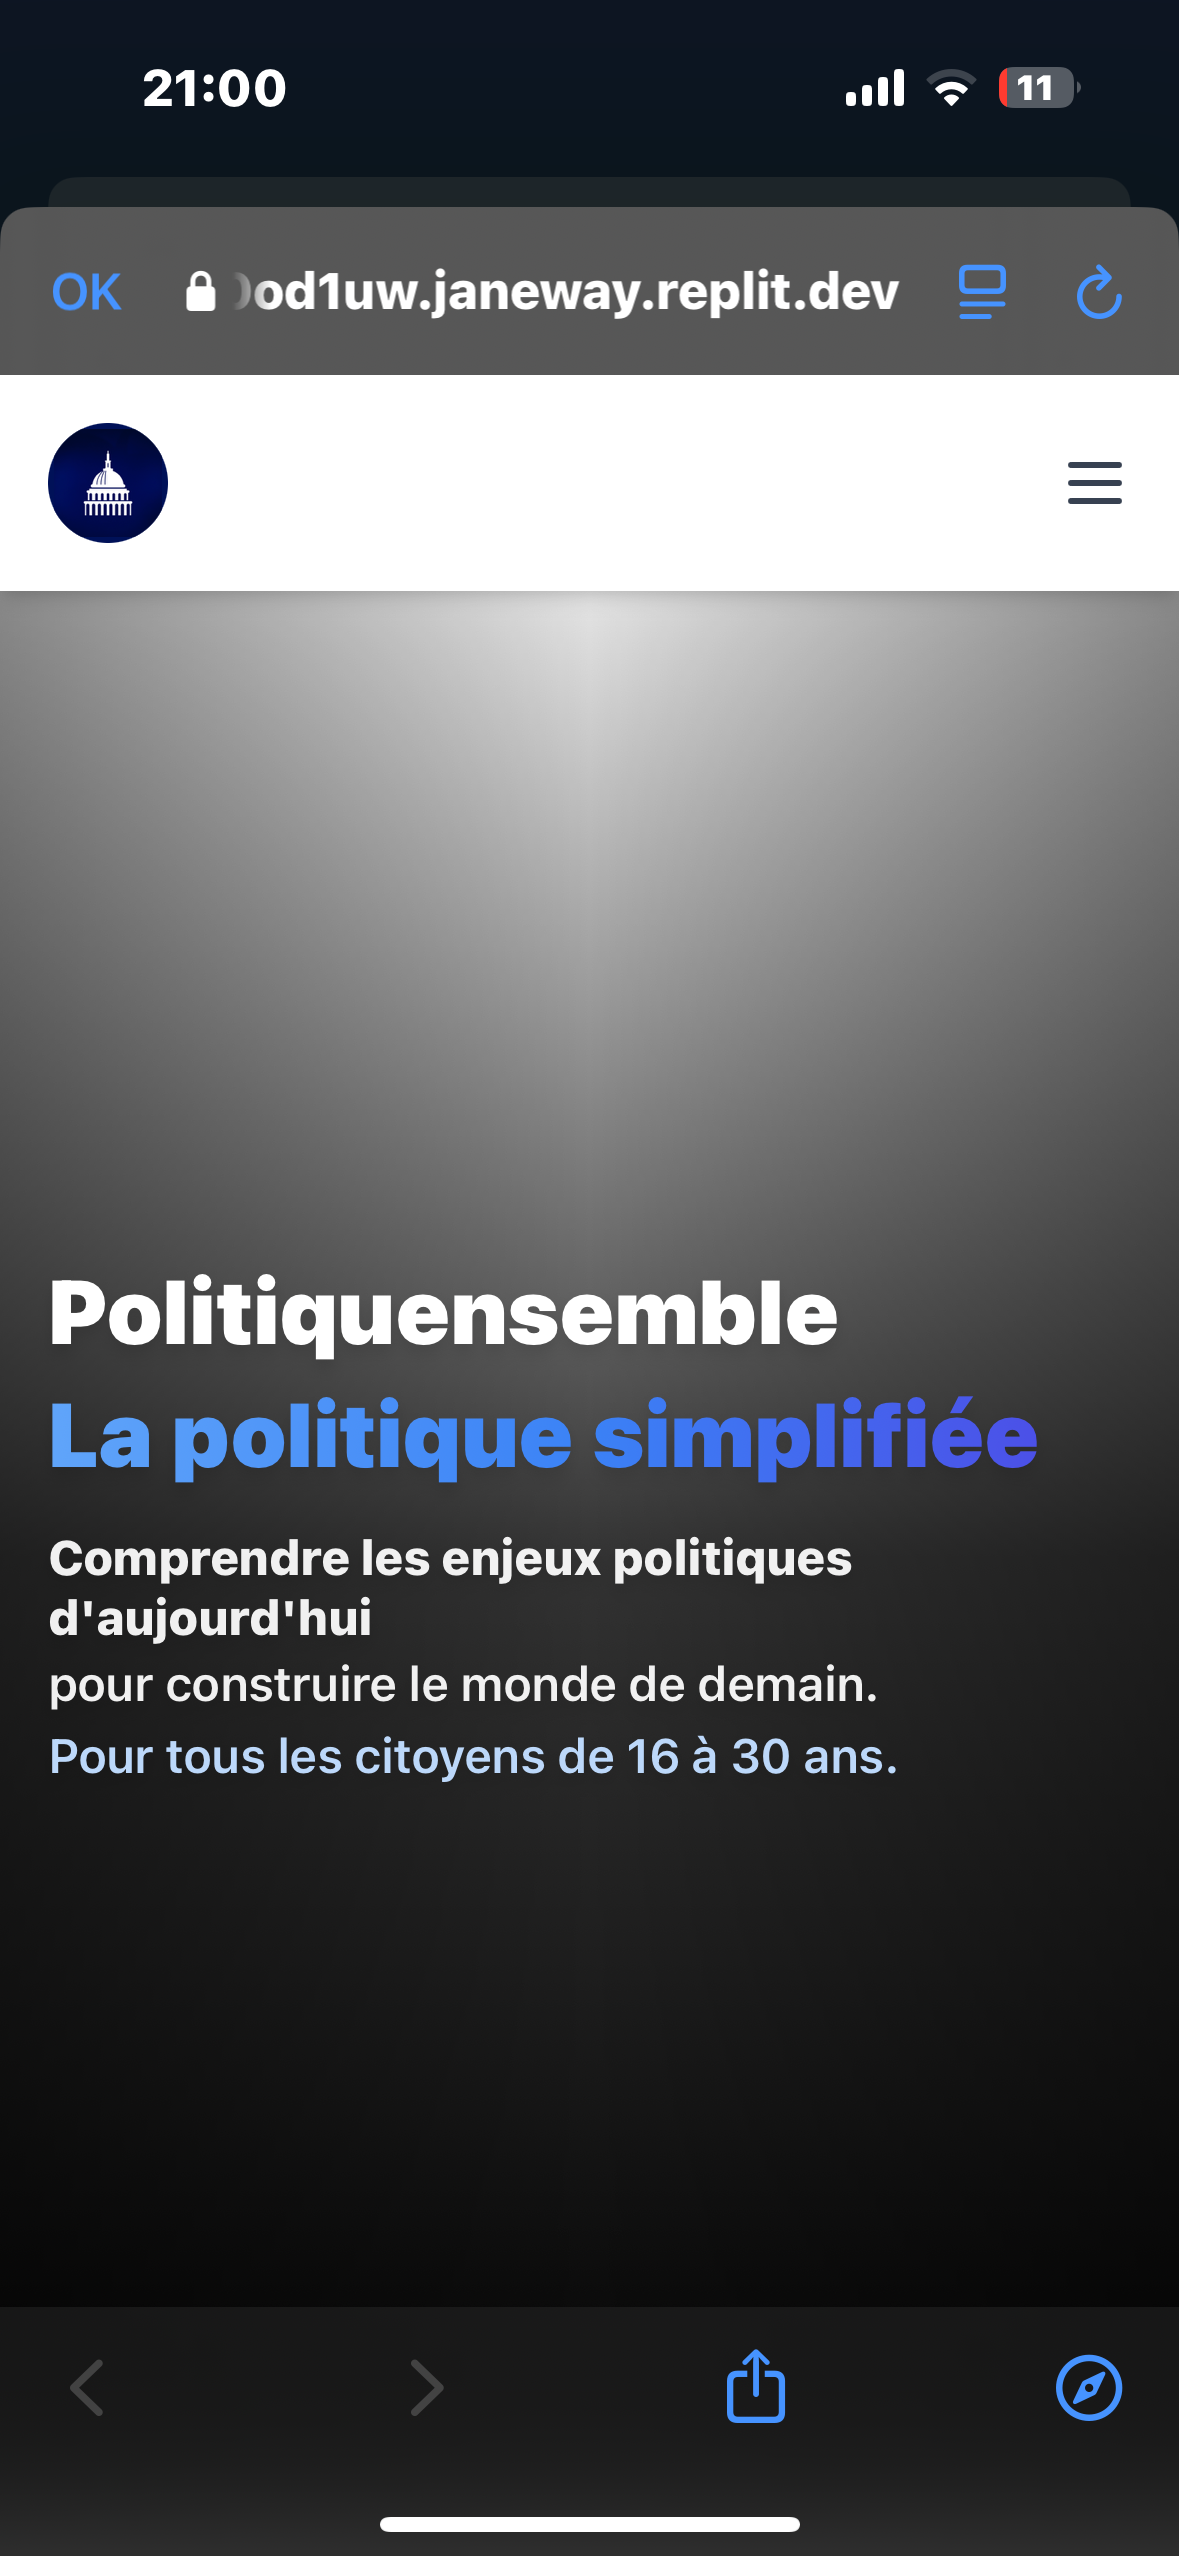 21:00
11
OK
od1uw.janeway.replit.dev
Politiquensemble
La politique simplifiée
Comprendre les enjeux politiques
d'aujourd'hui
pour construire le monde de demain.
Pour tous les citoyens de 16 à 30 ans.